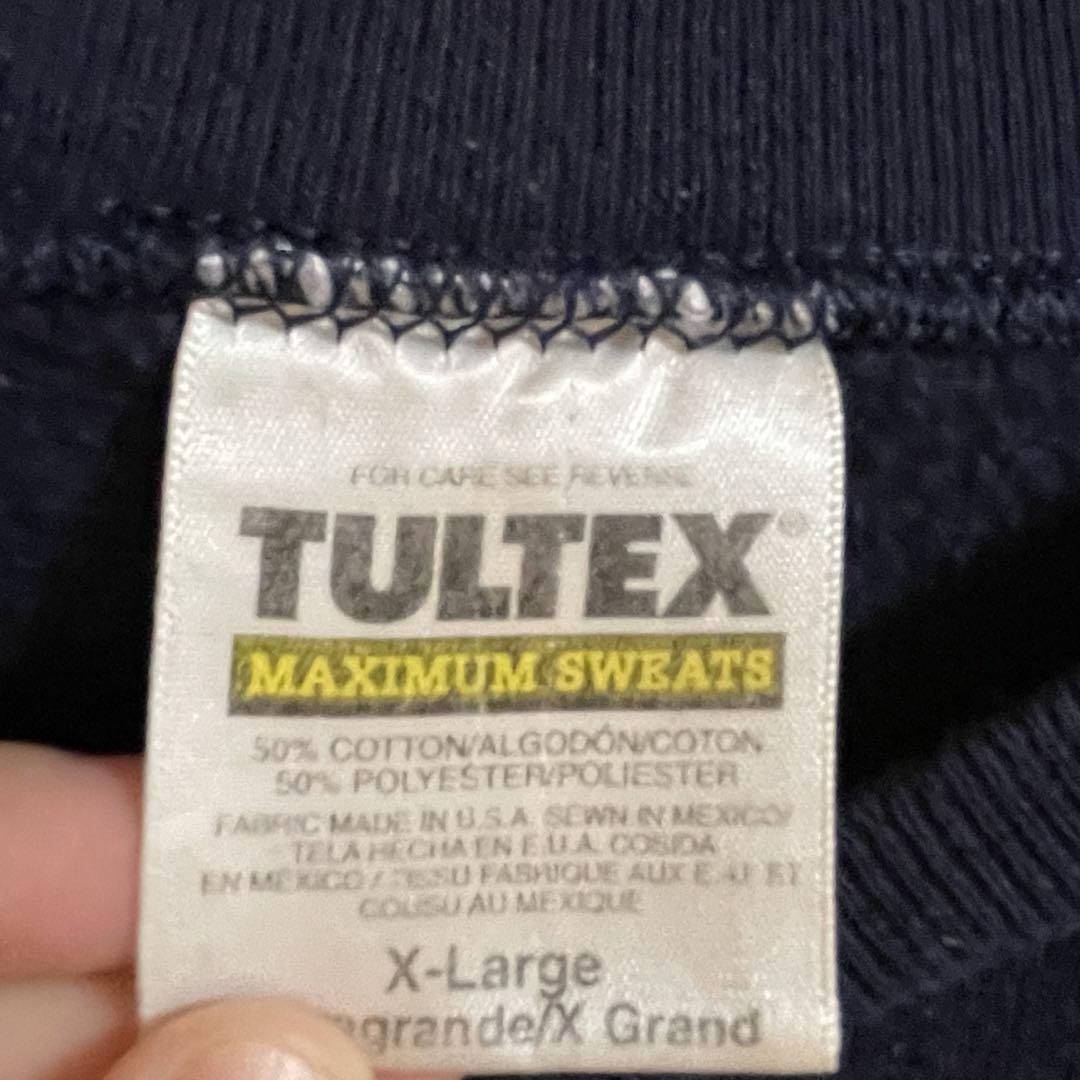 FOR CARE SEE REVERSE
TULTEX®
MAXIMUM SWEATS
50% COTTON/ALGODÓN/COTON
50% POLYESTER/POLIESTER
FABRIC MADE IN U.S.A. SEWN IN MEXICO/
TELA HECHA EN E.U.A. COSIDA
EN MEXICO / TISSU FABRIQUE AUX E.-U. ET
COUSU AU MEXIQUE
X-Large
grande/X Grand